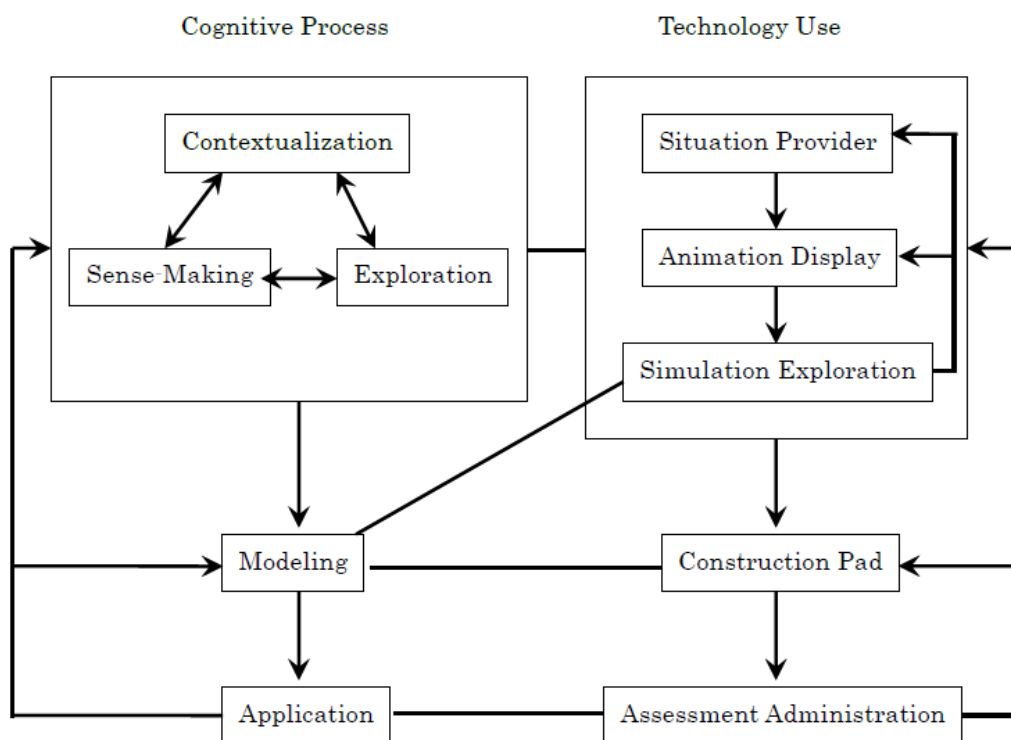 Cognitive Process
Technology Use
Contextualization
Situation Provider
Sense-Making
Exploration
Animation Display
Simulation Exploration
Modeling
Construction Pad
Application
Assessment Administration